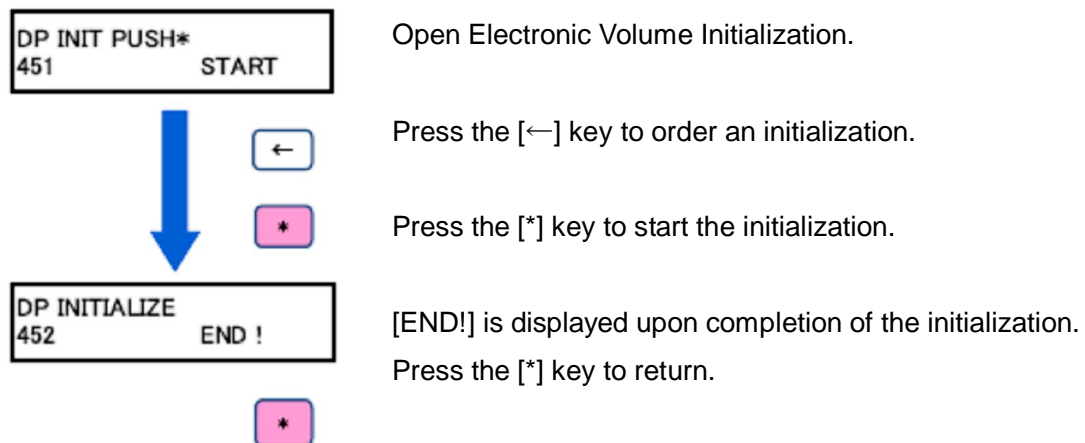 DP INIT PUSH*
451 START
Open Electronic Volume Initialization.
←
Press the [←] key to order an initialization.
*
Press the [*] key to start the initialization.
DP INITIALIZE
452 END !
[END!] is displayed upon completion of the initialization.
Press the [*] key to return.
*